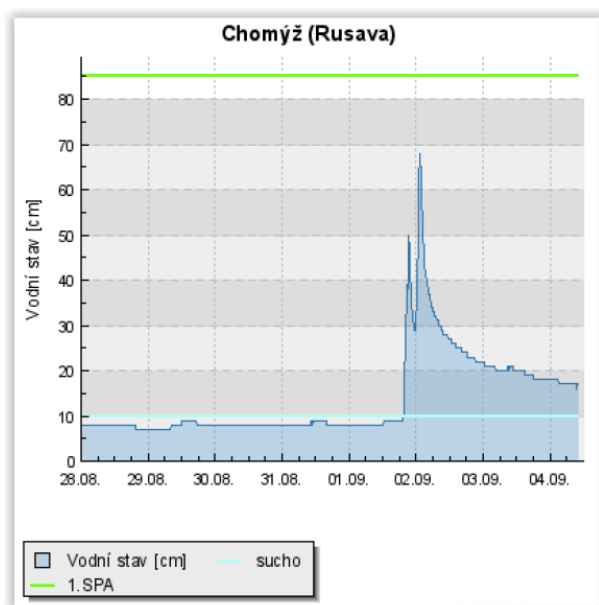 Chomýž (Rusava)
Vodní stav [cm]
80
70
60
50
40
30
20
10
0
28.08. 29.08. 30.08. 31.08. 01.09. 02.09. 03.09. 04.09.
Vodní stav [cm] sucho
1.SPA